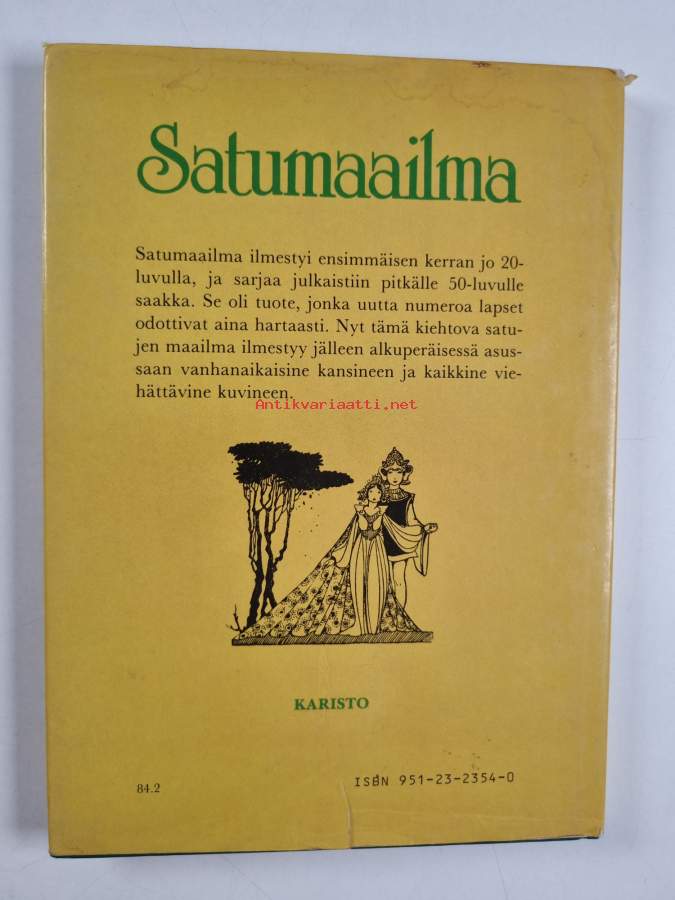 Satumaailma
Satumaailma ilmestyi ensimmäisen kerran jo 20-
luvulla, ja sarjaa julkaistiin pitkälle 50-luvulle
saakka. Se oli tuote, jonka uutta numeroa lapset
odottivat aina hartaasti. Nyt tämä kiehtova satu-
jen maailma ilmestyy jälleen alkuperäisessä asus-
saan vanhanaikaisine kansineen ja kaikkine vie-
hättävine kuvineen.
Antikvariaatti.net
KARISTO
84.2
ISBN 951-23-2354-0